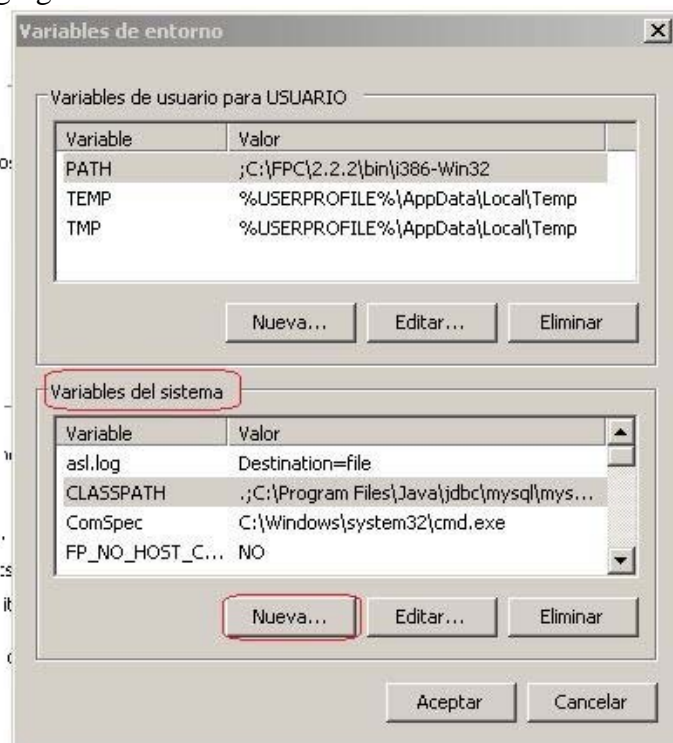 Variables de entorno
Variables de usuario para USUARIO
Variable Valor
PATH ;C:\FPC\2.2.2\bin\i386-Win32
TEMP %USERPROFILE%\AppData\Local\Temp
TMP %USERPROFILE%\AppData\Local\Temp
Nueva... Editar... Eliminar
Variables del sistema
Variable Valor
asl.log Destination=file
CLASSPATH .;C:\Program Files\Java\jdbc\mysql\mys...
ComSpec C:\Windows\system32\cmd.exe
FP_NO_HOST_C... NO
Nueva... Editar... Eliminar
Aceptar Cancelar